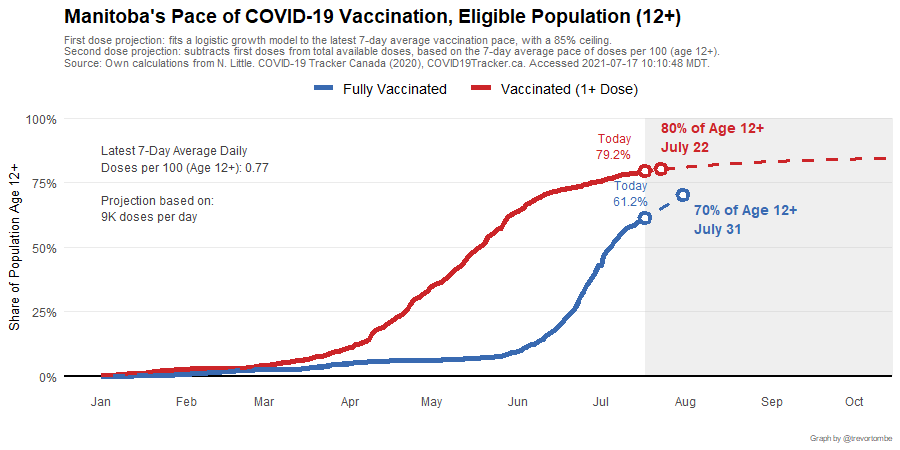 Manitoba's Pace of COVID-19 Vaccination, Eligible Population (12+)
First dose projection: fits a logistic growth model to the latest 7-day average vaccination pace, with a 85% ceiling.
Second dose projection: subtracts first doses from total available doses, based on the 7-day average pace of doses per 100 (age 12+).
Source: Own calculations from N. Little. COVID-19 Tracker Canada (2020), COVID19Tracker.ca. Accessed 2021-07-17 10:10:48 MDT.
Fully Vaccinated
Vaccinated (1+ Dose)
Share of Population Age 12+
100%
75%
50%
25%
0%
Latest 7-Day Average Daily
Doses per 100 (Age 12+): 0.77
Projection based on:
9K doses per day
Today
79.2%
80% of Age 12+
July 22
Today
61.2%
70% of Age 12+
July 31
Jan
Feb
Mar
Apr
May
Jun
Jul
Aug
Sep
Oct
Graph by @trevortombe